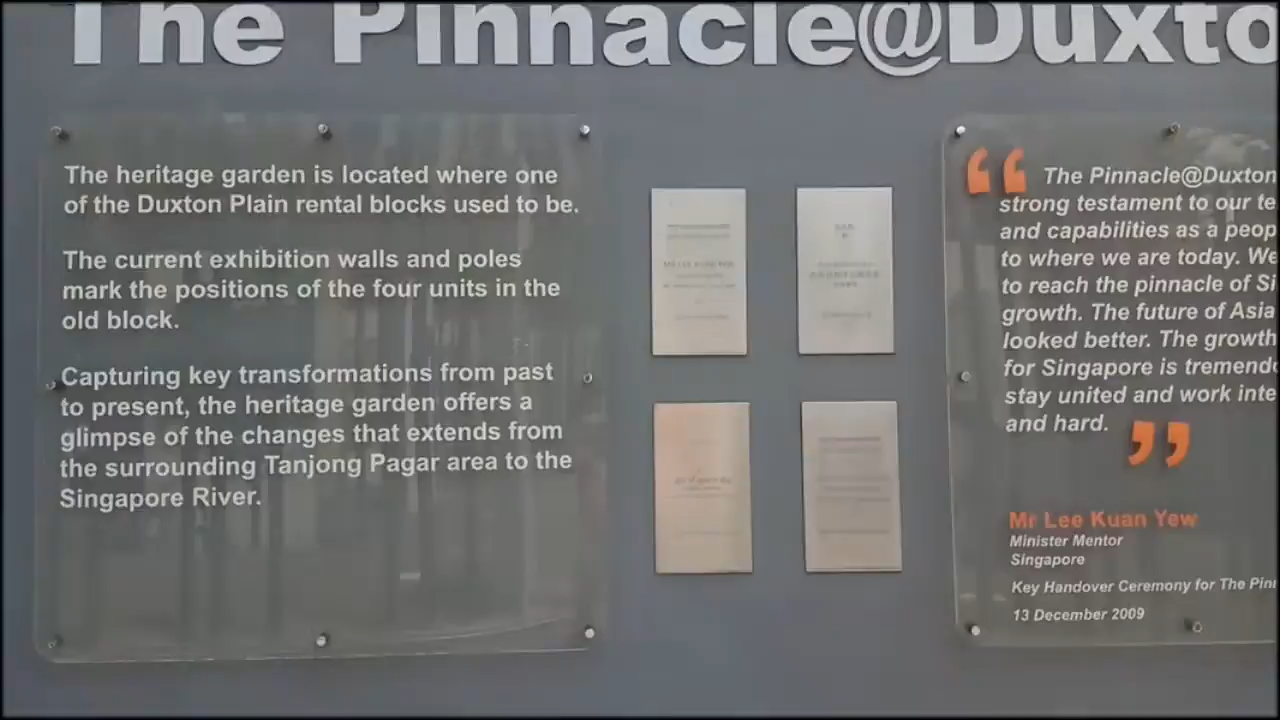 The Pinnacle@Duxto
The heritage garden is located where one
of the Duxton Plain rental blocks used to be.
The current exhibition walls and poles
mark the positions of the four units in the
old block.
Capturing key transformations from past
to present, the heritage garden offers a
glimpse of the changes that extends from
the surrounding Tanjong Pagar area to the
Singapore River.
MR LEE KUAN YEW
“ The Pinnacle@Duxton
strong testament to our te
and capabilities as a peop
to where we are today. We
to reach the pinnacle of Si
growth. The future of Asia
looked better. The growth
for Singapore is tremend
stay united and work inte
and hard. ”
Mr Lee Kuan Yew
Minister Mentor
Singapore
Key Handover Ceremony for The Pin
13 December 2009